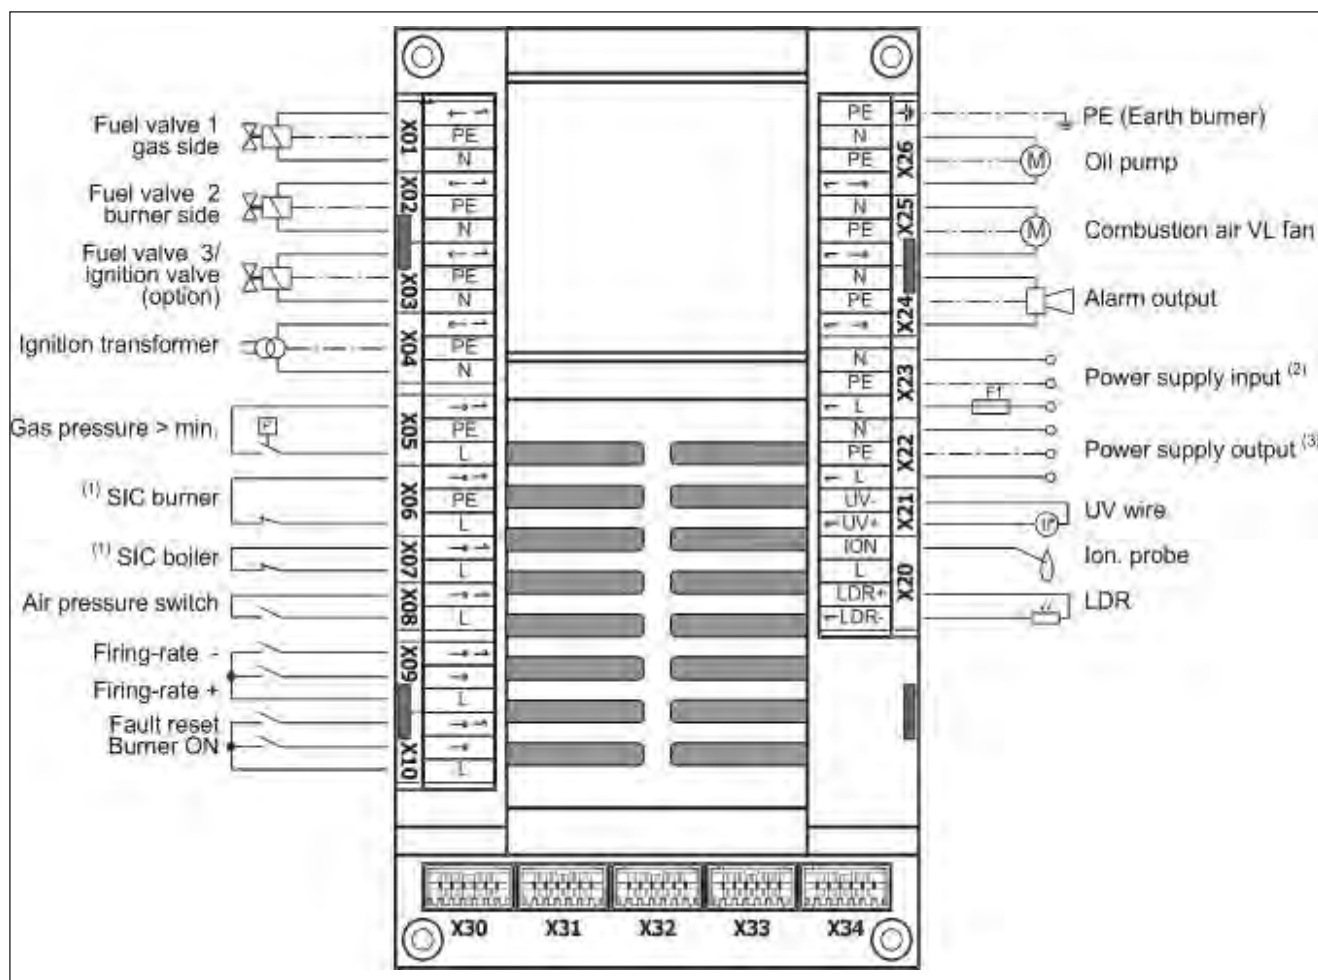 Fuel valve 1
gas side
Fuel valve 2
burner side
Fuel valve 3/
ignition valve
(option)
Ignition transformer
Gas pressure > min.
(1) SIC burner
(1) SIC boiler
Air pressure switch
Firing-rate -
Firing-rate +
Fault reset
Burner ON
X01
1
PE
N
X02
PE
N
X03
PE
N
X04
PE
N
X05
PE
L
P
X06
PE
L
X07
L
X08
L
X09
L
X10
L
PE
X26
N
PE
X25
N
PE
X24
N
PE
X23
N
PE
L
X22
N
PE
L
X21
UV-
UV+
X20
ION
L
LDR+
LDR-
PE (Earth burner)
M
Oil pump
M
Combustion air VL fan
Alarm output
Power supply input (2)
F1
Power supply output (3)
UV wire
Ion. probe
LDR
X30
X31
X32
X33
X34